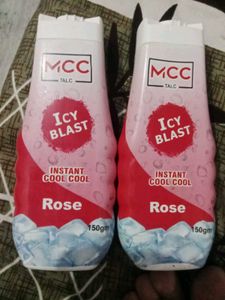 MCC
TALC
ICY
BLAST
INSTANT
COOL COOL
Rose
150gm
MCC
TALC
ICY
BLAST
INSTANT
COOL COOL
Rose
150gm